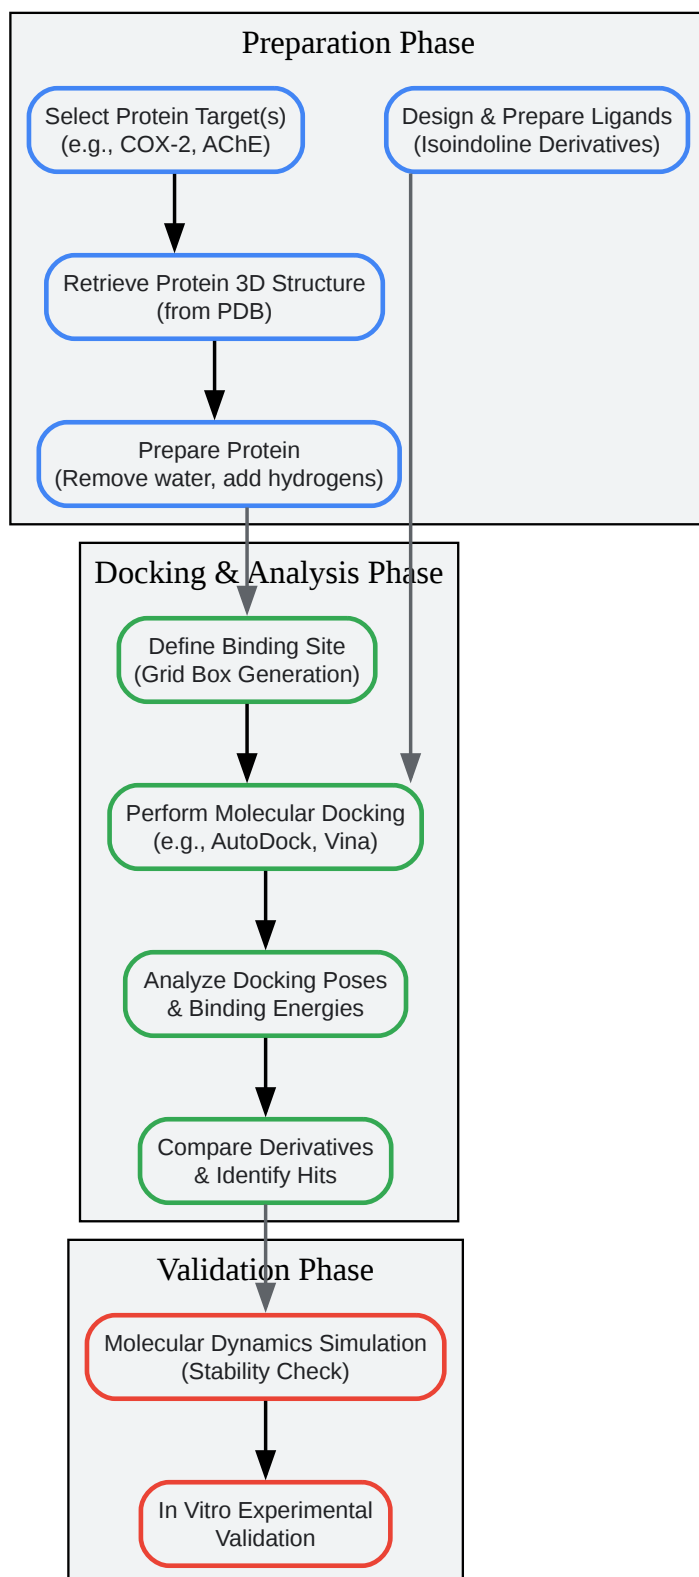 Preparation Phase
Select Protein Target(s)
(e.g., COX-2, AChE)
Design & Prepare Ligands
(Isoindoline Derivatives)
Retrieve Protein 3D Structure
(from PDB)
Prepare Protein
(Remove water, add hydrogens)
Docking & Analysis Phase
Define Binding Site
(Grid Box Generation)
Perform Molecular Docking
(e.g., AutoDock, Vina)
Analyze Docking Poses
& Binding Energies
Compare Derivatives
& Identify Hits
Validation Phase
Molecular Dynamics Simulation
(Stability Check)
In Vitro Experimental
Validation